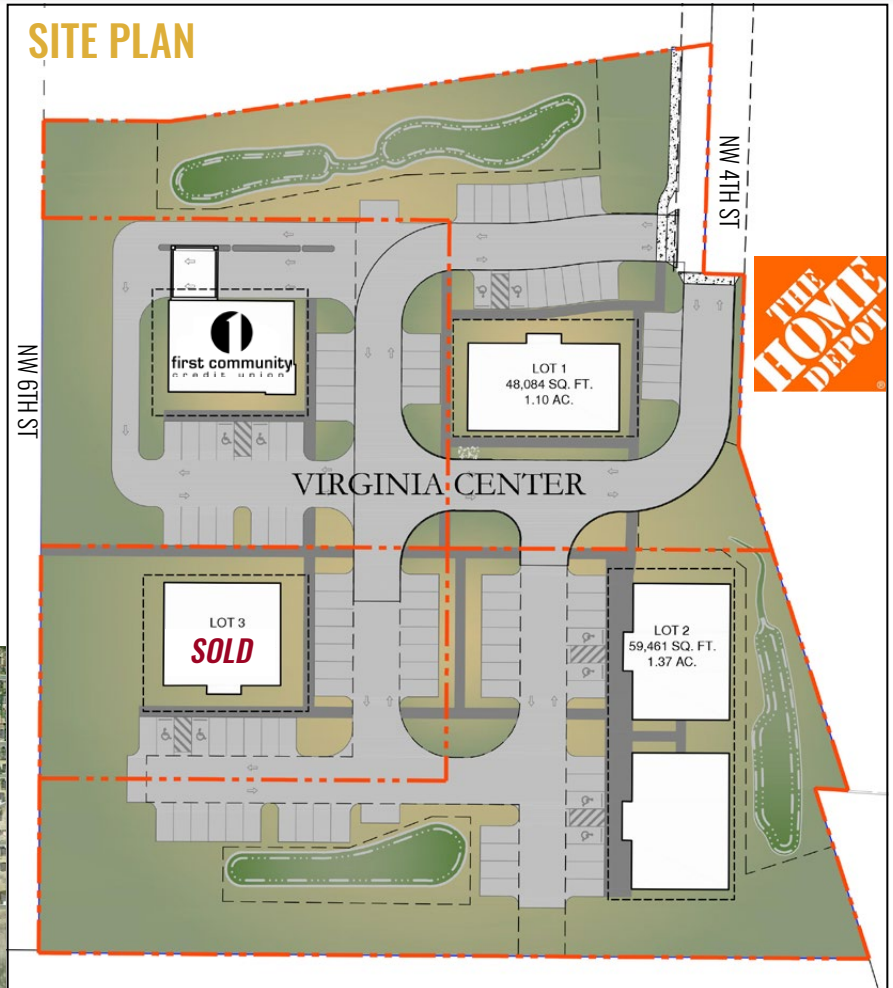 SITE PLAN
NW 4TH ST
THE
HOME
DEPOT
®
1
first community
credit union
NW 6TH ST
LOT 1
48,084 SQ. FT.
1.10 AC.
VIRGINIA CENTER
LOT 3
SOLD
LOT 2
59,461 SQ. FT.
1.37 AC.